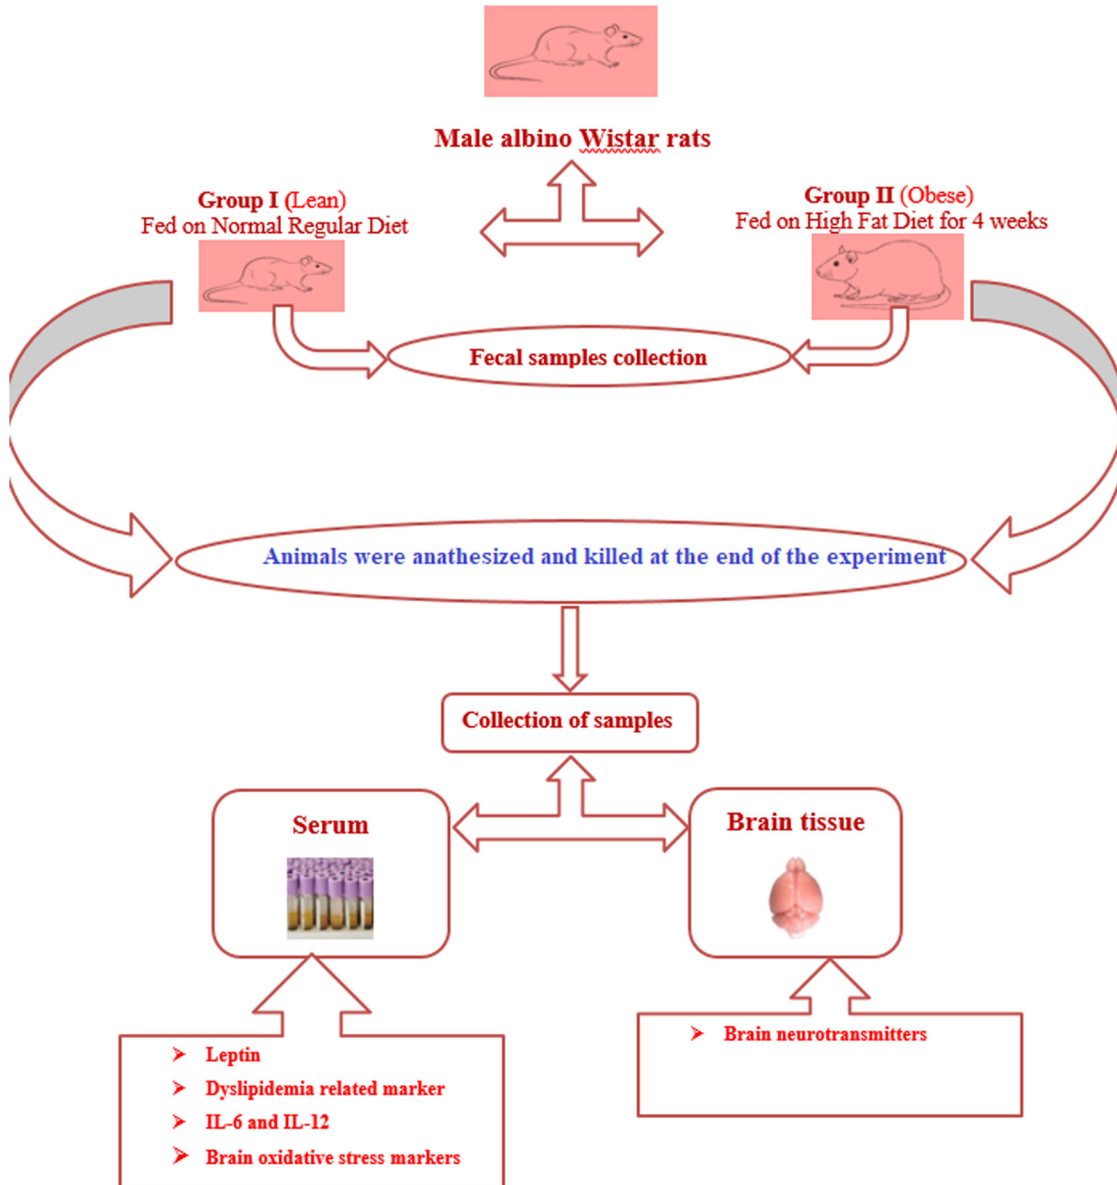 Male albino Wistar rats
Group I (Lean)
Fed on Normal Regular Diet
Group II (Obese)
Fed on High Fat Diet for 4 weeks
Fecal samples collection
Animals were anathesized and killed at the end of the experiment
Collection of samples
Serum
Brain tissue
➢ Leptin
➢ Dyslipidemia related marker
➢ IL-6 and IL-12
➢ Brain oxidative stress markers
➢ Brain neurotransmitters